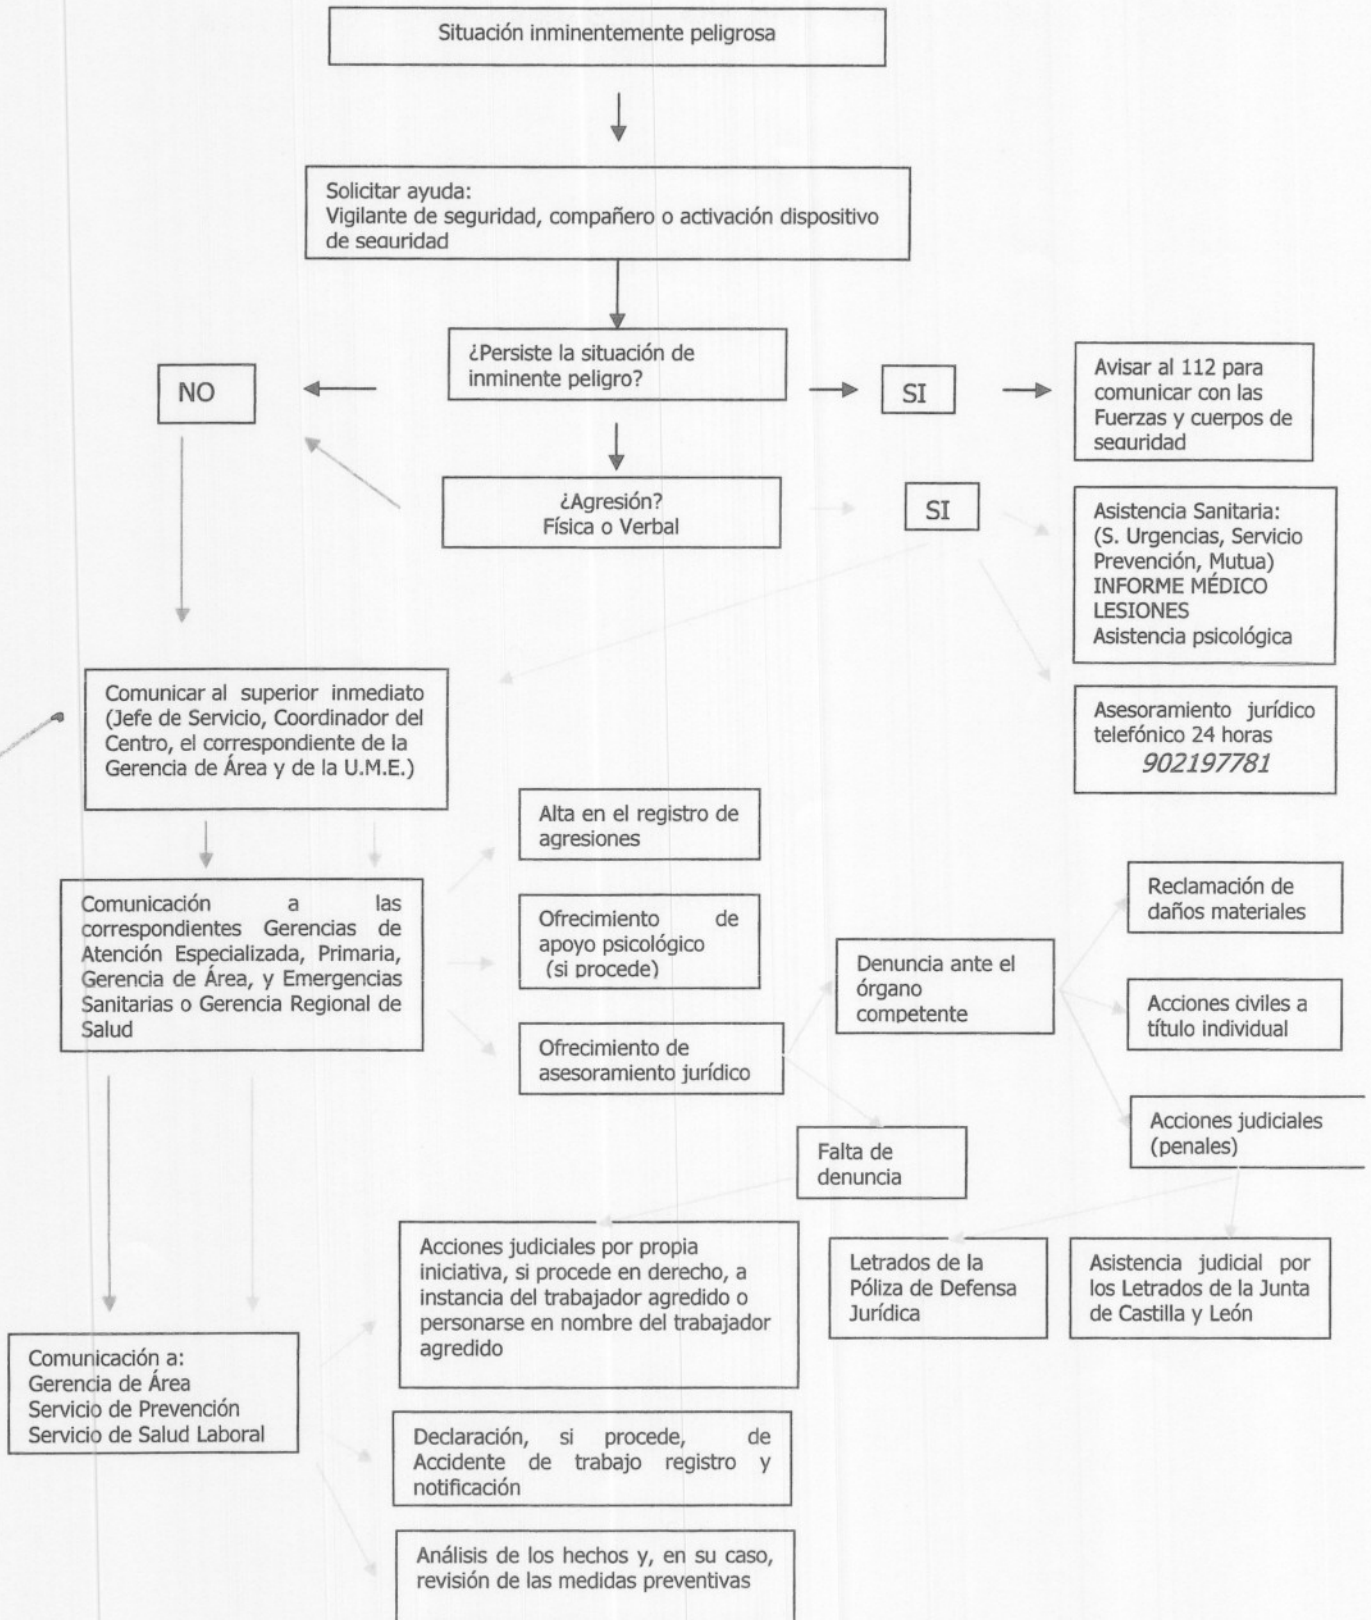 Situación inminentemente peligrosa
Solicitar ayuda:
Vigilante de seguridad, compañero o activación dispositivo
de seguridad
¿Persiste la situación de
inminente peligro?
NO
SI
Avisar al 112 para
comunicar con las
Fuerzas y cuerpos de
seguridad
¿Agresión?
Física o Verbal
SI
Asistencia Sanitaria:
(S. Urgencias, Servicio
Prevención, Mutua)
INFORME MÉDICO
LESIONES
Asistencia psicológica
Comunicar al superior inmediato
(Jefe de Servicio, Coordinador del
Centro, el correspondiente de la
Gerencia de Área y de la U.M.E.)
Asesoramiento jurídico
telefónico 24 horas
902197781
Alta en el registro de
agresiones
Comunicación a las
correspondientes Gerencias de
Atención Especializada, Primaria,
Gerencia de Área, y Emergencias
Sanitarias o Gerencia Regional de
Salud
Ofrecimiento de
apoyo psicológico
(si procede)
Ofrecimiento de
asesoramiento jurídico
Denuncia ante el
órgano
competente
Reclamación de
daños materiales
Acciones civiles a
título individual
Acciones judiciales
(penales)
Falta de
denuncia
Acciones judiciales por propia
iniciativa, si procede en derecho, a
instancia del trabajador agredido o
personarse en nombre del trabajador
agredido
Letrados de la
Póliza de Defensa
Jurídica
Asistencia judicial por
los Letrados de la Junta
de Castilla y León
Comunicación a:
Gerencia de Área
Servicio de Prevención
Servicio de Salud Laboral
Declaración, si procede, de
Accidente de trabajo registro y
notificación
Análisis de los hechos y, en su caso,
revisión de las medidas preventivas